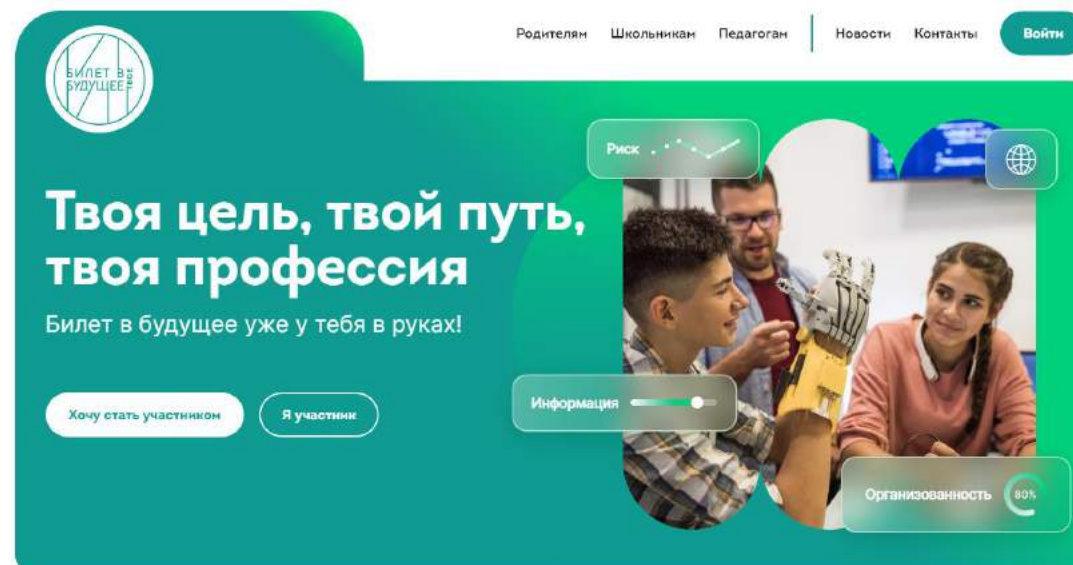 Родителям Школьникам Педагогам Новости Контакты Войти
БИЛЕТ В
БУДУЩЕЕ
Риск
Твоя цель, твой путь,
твоя профессия
Билет в будущее уже у тебя в руках!
Информация
Хочу стать участником Я участник
Организованность 80%